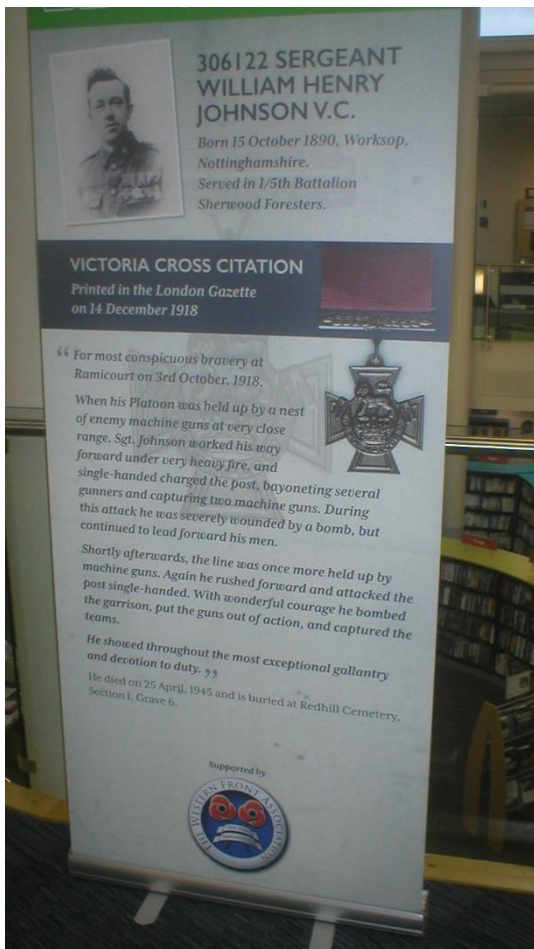 306122 SERGEANT
WILLIAM HENRY
JOHNSON V.C.
Born 15 October 1890, Worksop,
Nottinghamshire.
Served in 1/5th Battalion
Sherwood Foresters.
VICTORIA CROSS CITATION
Printed in the London Gazette
on 14 December 1918
“ For most conspicuous bravery at
Ramicourt on 3rd October. 1918.
When his Platoon was held up by a nest
of enemy machine guns at very close
range. Sgt. Johnson worked his way
forward under very heavy fire, and
single-handed charged the post, bayoneting several
gunners and capturing two machine guns. During
this attack he was severely wounded by a bomb, but
continued to lead forward his men.
Shortly afterwards, the line was once more held up by
machine guns. Again he rushed forward and attacked the
post single-handed. With wonderful courage he bombed
the garrison, put the guns out of action, and captured the
teams.
He showed throughout the most exceptional gallantry
and devotion to duty. ”
He died on 25 April, 1945 and is buried at Redhill Cemetery,
Section I, Grave 6.
Supported by
THE WESTERN FRONT ASSOCIATION